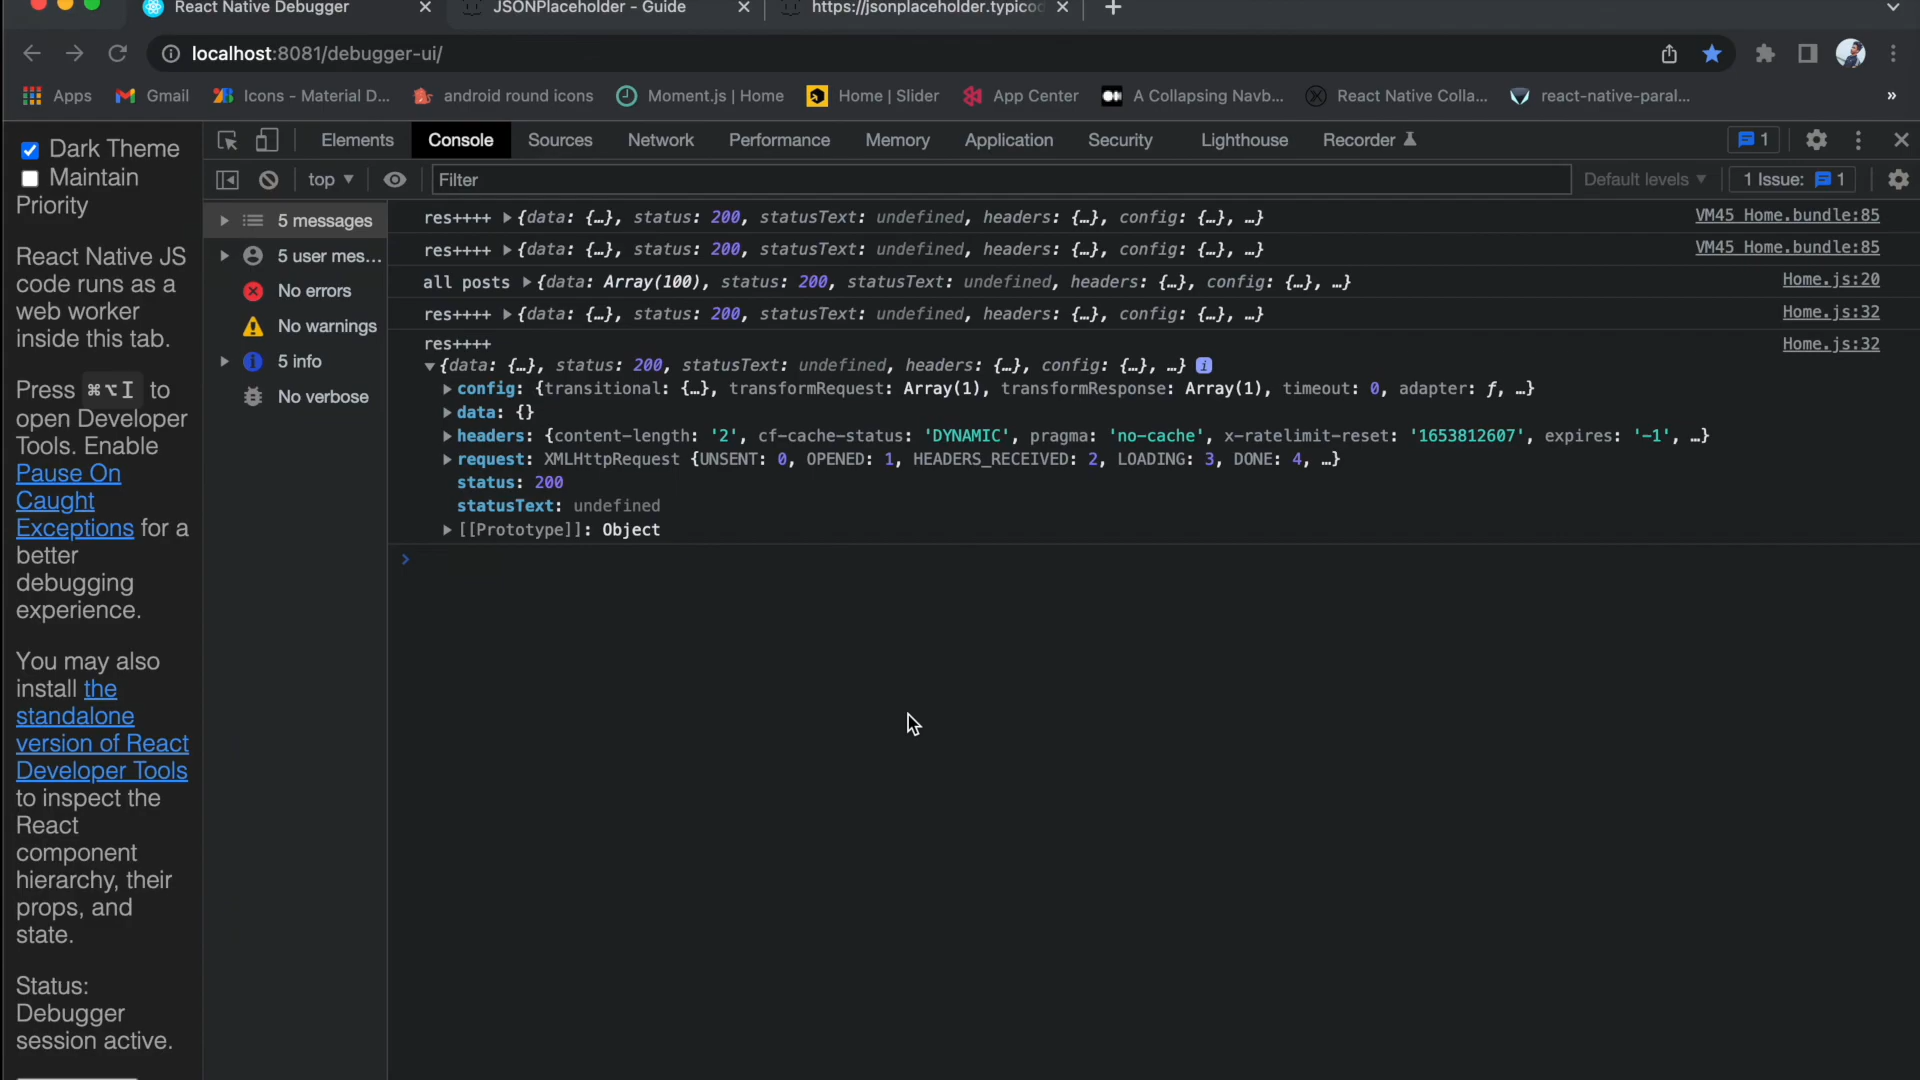 React Native Debugger
JSONPlaceholder - Guide
https://jsonplaceholder.typicod
localhost:8081/debugger-ui/
Apps
Gmail
Icons - Material D...
android round icons
Moment.js | Home
Home | Slider
App Center
A Collapsing Navb...
React Native Colla...
react-native-paral...
»
Dark Theme
Maintain
Priority
React Native JS
code runs as a
web worker
inside this tab.
Press ⌘⌥I to
open Developer
Tools. Enable
Pause On
Caught
Exceptions for a
better
debugging
experience.
You may also
install the
standalone
version of React
Developer Tools
to inspect the
React
component
hierarchy, their
props, and
state.
Status:
Debugger
session active.
Elements Console Sources Network Performance Memory Application Security Lighthouse Recorder 1
top Filter Default levels 1 Issue: 1
5 messages
5 user mes...
No errors
No warnings
5 info
No verbose
res++++ {data: {…}, status: 200, statusText: undefined, headers: {…}, config: {…}, …} VM45 Home.bundle:85
res++++ {data: {…}, status: 200, statusText: undefined, headers: {…}, config: {…}, …} VM45 Home.bundle:85
all posts {data: Array(100), status: 200, statusText: undefined, headers: {…}, config: {…}, …} Home.js:20
res++++ {data: {…}, status: 200, statusText: undefined, headers: {…}, config: {…}, …} Home.js:32
res++++ Home.js:32
{data: {…}, status: 200, statusText: undefined, headers: {…}, config: {…}, …} i
config: {transitional: {…}, transformRequest: Array(1), transformResponse: Array(1), timeout: 0, adapter: ƒ, …}
data: {}
headers: {content-length: '2', cf-cache-status: 'DYNAMIC', pragma: 'no-cache', x-ratelimit-reset: '1653812607', expires: '-1', …}
request: XMLHttpRequest {UNSENT: 0, OPENED: 1, HEADERS_RECEIVED: 2, LOADING: 3, DONE: 4, …}
status: 200
statusText: undefined
[[Prototype]]: Object